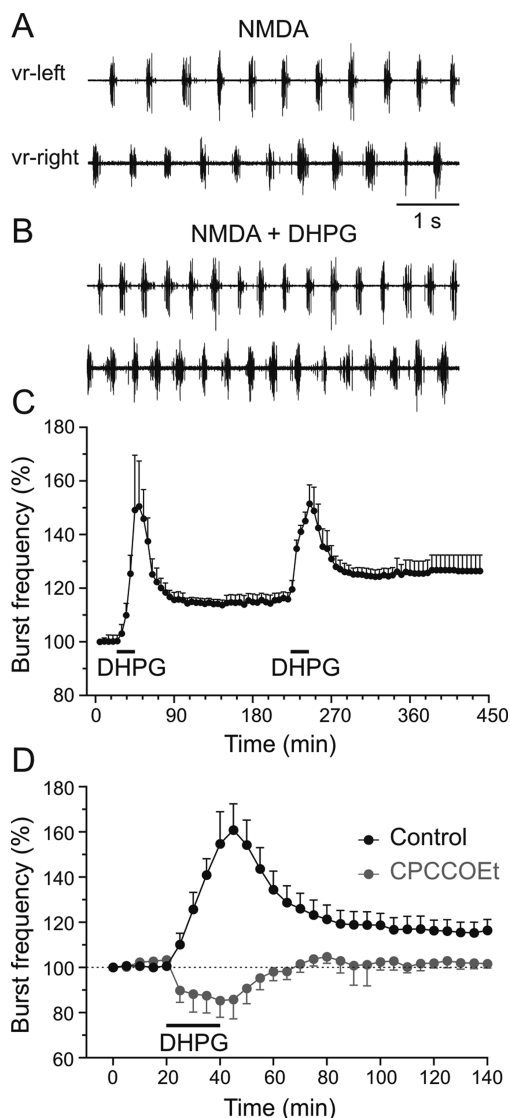 A
NMDA
vr-left
vr-right
1 s
B
NMDA + DHPG
C
Burst frequency (%)
180
160
140
120
100
80
DHPG
DHPG
0 90 180 270 360 450
Time (min)
D
Burst frequency (%)
180
160
140
120
100
80
60
Control
CPCCOEt
DHPG
0 20 40 60 80 100 120 140
Time (min)